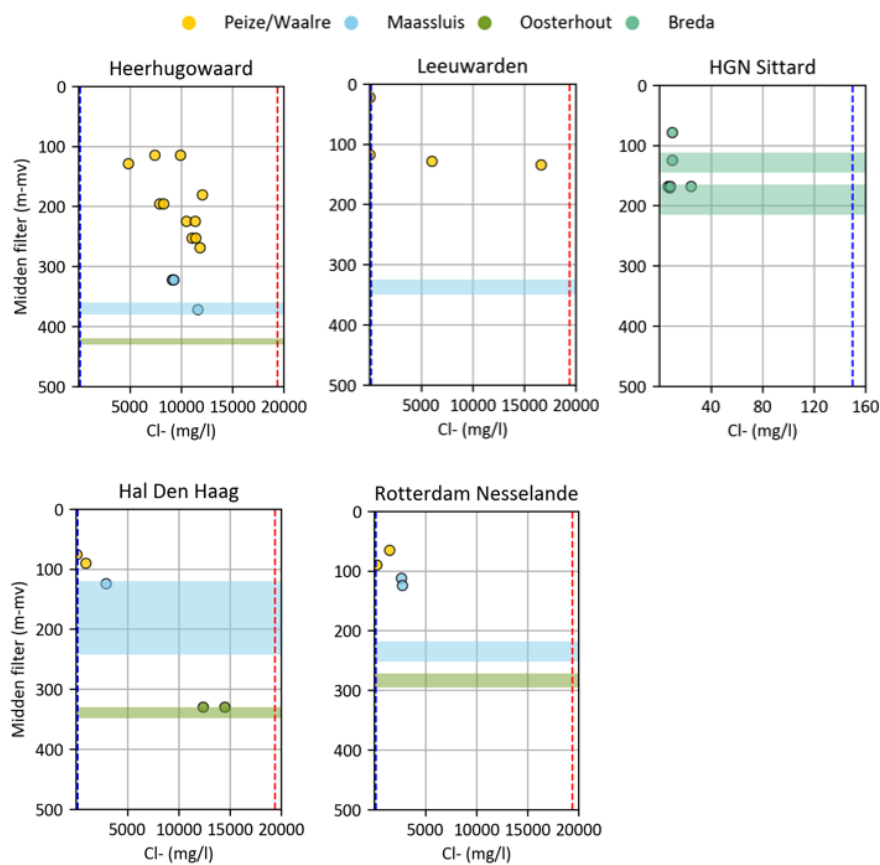 Peize/Waalre Maassluis Oosterhout Breda
Heerhugowaard
Leeuwarden
HGN Sittard
Midden filter (m-mv)
0
100
200
300
400
500
5000 10000 15000 20000
Cl- (mg/l)
0
100
200
300
400
500
5000 10000 15000 20000
Cl- (mg/l)
0
100
200
300
400
500
40 80 120 160
Cl- (mg/l)
Hal Den Haag
Rotterdam Nesselande
Midden filter (m-mv)
0
100
200
300
400
500
5000 10000 15000 20000
Cl- (mg/l)
0
100
200
300
400
500
5000 10000 15000 20000
Cl- (mg/l)